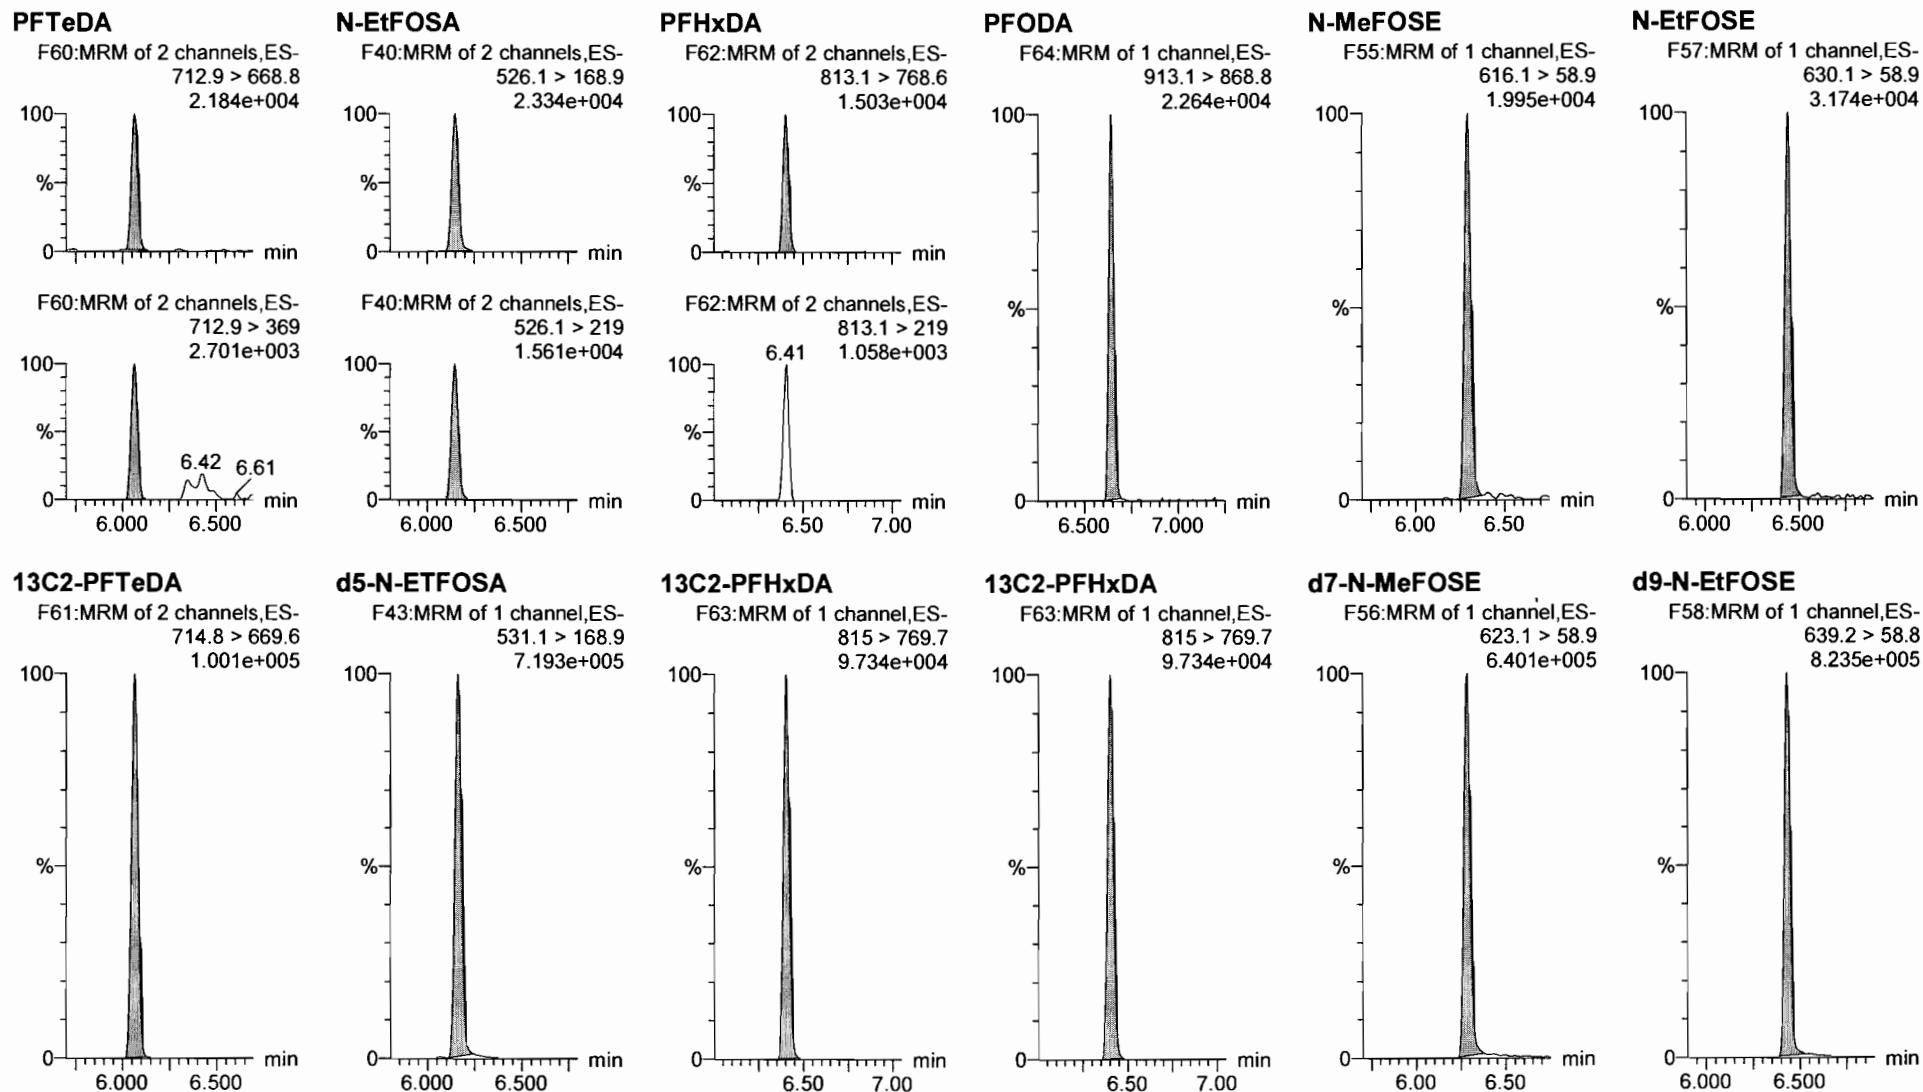 PFTeDA
F60:MRM of 2 channels,ES-
712.9 > 668.8
2.184e+004
100
%
0
min
F60:MRM of 2 channels,ES-
712.9 > 369
2.701e+003
100
%
6.42
6.61
0
min
6.000 6.500
N-EtFOSA
F40:MRM of 2 channels,ES-
526.1 > 168.9
2.334e+004
100
%
0
min
F40:MRM of 2 channels,ES-
526.1 > 219
1.561e+004
100
%
0
min
6.000 6.500
PFHxDA
F62:MRM of 2 channels,ES-
813.1 > 768.6
1.503e+004
100
%
0
min
F62:MRM of 2 channels,ES-
813.1 > 219
1.058e+003
100
6.41
%
0
min
6.50 7.00
PFODA
F64:MRM of 1 channel,ES-
913.1 > 868.8
2.264e+004
100
%
0
min
6.500 7.000
N-MeFOSE
F55:MRM of 1 channel,ES-
616.1 > 58.9
1.995e+004
100
%
0
min
6.00 6.50
N-EtFOSE
F57:MRM of 1 channel,ES-
630.1 > 58.9
3.174e+004
100
%
0
min
6.000 6.500
13C2-PFTeDA
F61:MRM of 2 channels,ES-
714.8 > 669.6
1.001e+005
100
%
0
min
6.000 6.500
d5-N-ETFOSA
F43:MRM of 1 channel,ES-
531.1 > 168.9
7.193e+005
100
%
0
min
6.000 6.500
13C2-PFHxDA
F63:MRM of 1 channel,ES-
815 > 769.7
9.734e+004
100
%
0
min
6.50 7.00
13C2-PFHxDA
F63:MRM of 1 channel,ES-
815 > 769.7
9.734e+004
100
%
0
min
6.50 7.00
d7-N-MeFOSE
F56:MRM of 1 channel,ES-
623.1 > 58.9
6.401e+005
100
%
0
min
6.00 6.50
d9-N-EtFOSE
F58:MRM of 1 channel,ES-
639.2 > 58.8
8.235e+005
100
%
0
min
6.000 6.500